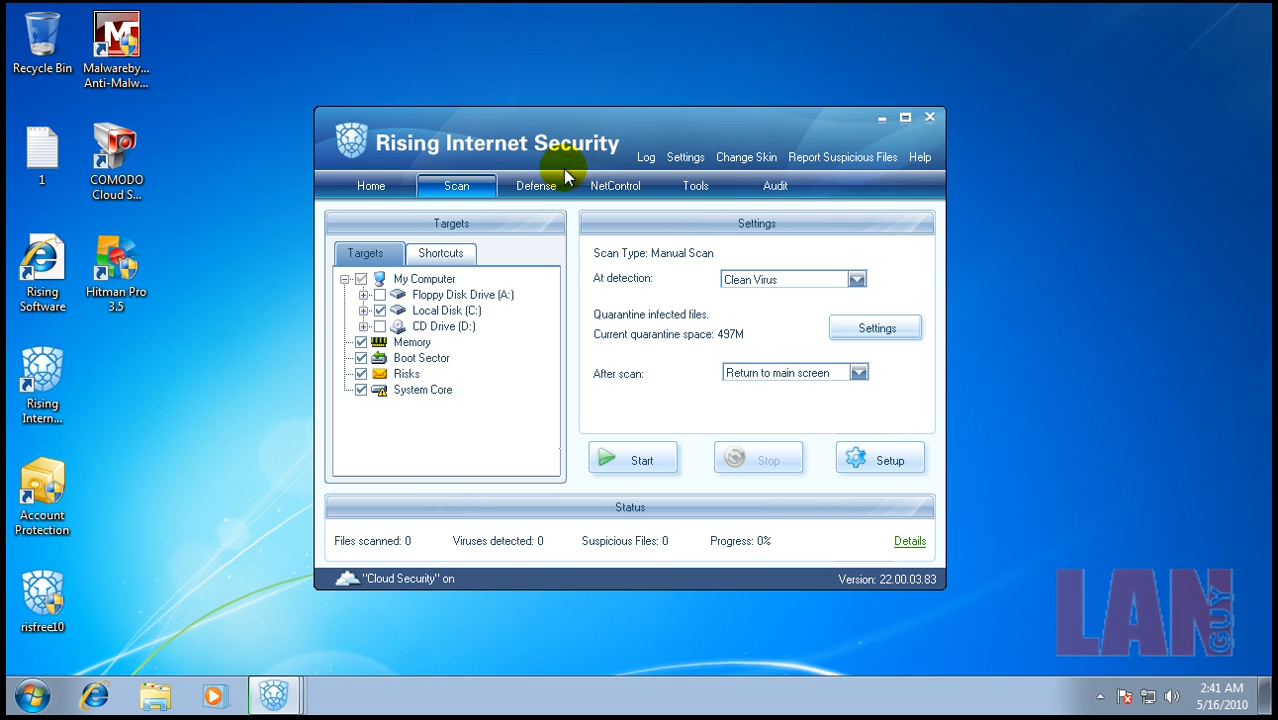 Recycle Bin
Malwareby...
Anti-Malw...
1
COMODO
Cloud S...
Rising
Software
Hitman Pro
3.5
Rising
Intern...
Account
Protection
risfree10
Rising Internet Security
Log Settings Change Skin Report Suspicious Files Help
Home Scan Defense NetControl Tools Audit
Targets
Targets Shortcuts
My Computer
Floppy Disk Drive (A:)
Local Disk (C:)
CD Drive (D:)
Memory
Boot Sector
Risks
System Core
Settings
Scan Type: Manual Scan
At detection: Clean Virus
Quarantine infected files.
Current quarantine space: 497M
Settings
After scan: Return to main screen
Start Stop Setup
Status
Files scanned: 0 Viruses detected: 0 Suspicious Files: 0 Progress: 0% Details
"Cloud Security" on Version: 22.00.03.83
LAN GUY
2:41 AM
5/16/2010